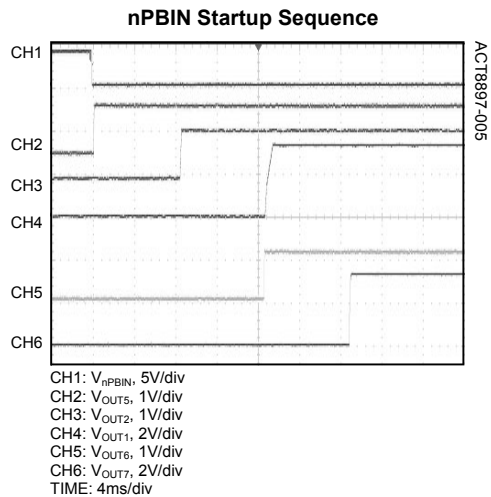 nPBIN Startup Sequence
CH1
ACT8897-005
CH2
CH3
CH4
CH5
CH6
CH1: VnPBIN, 5V/div
CH2: VOUT5, 1V/div
CH3: VOUT2, 1V/div
CH4: VOUT1, 2V/div
CH5: VOUT6, 1V/div
CH6: VOUT7, 2V/div
TIME: 4ms/div